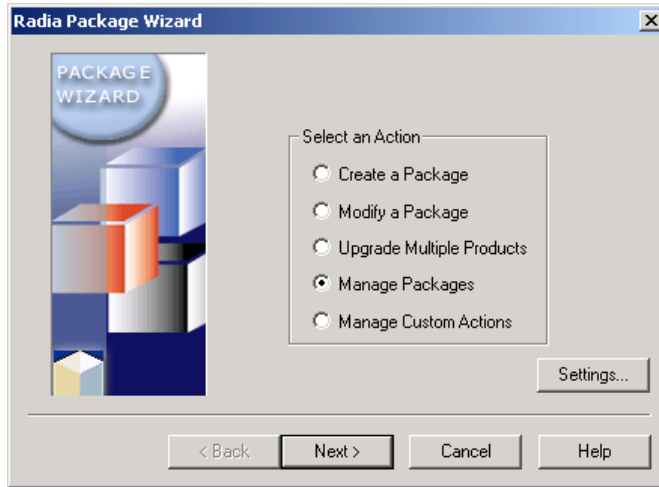 Radia Package Wizard
PACKAGE
WIZARD
Select an Action
Create a Package
Modify a Package
Upgrade Multiple Products
Manage Packages
Manage Custom Actions
Settings...
< Back
Next >
Cancel
Help